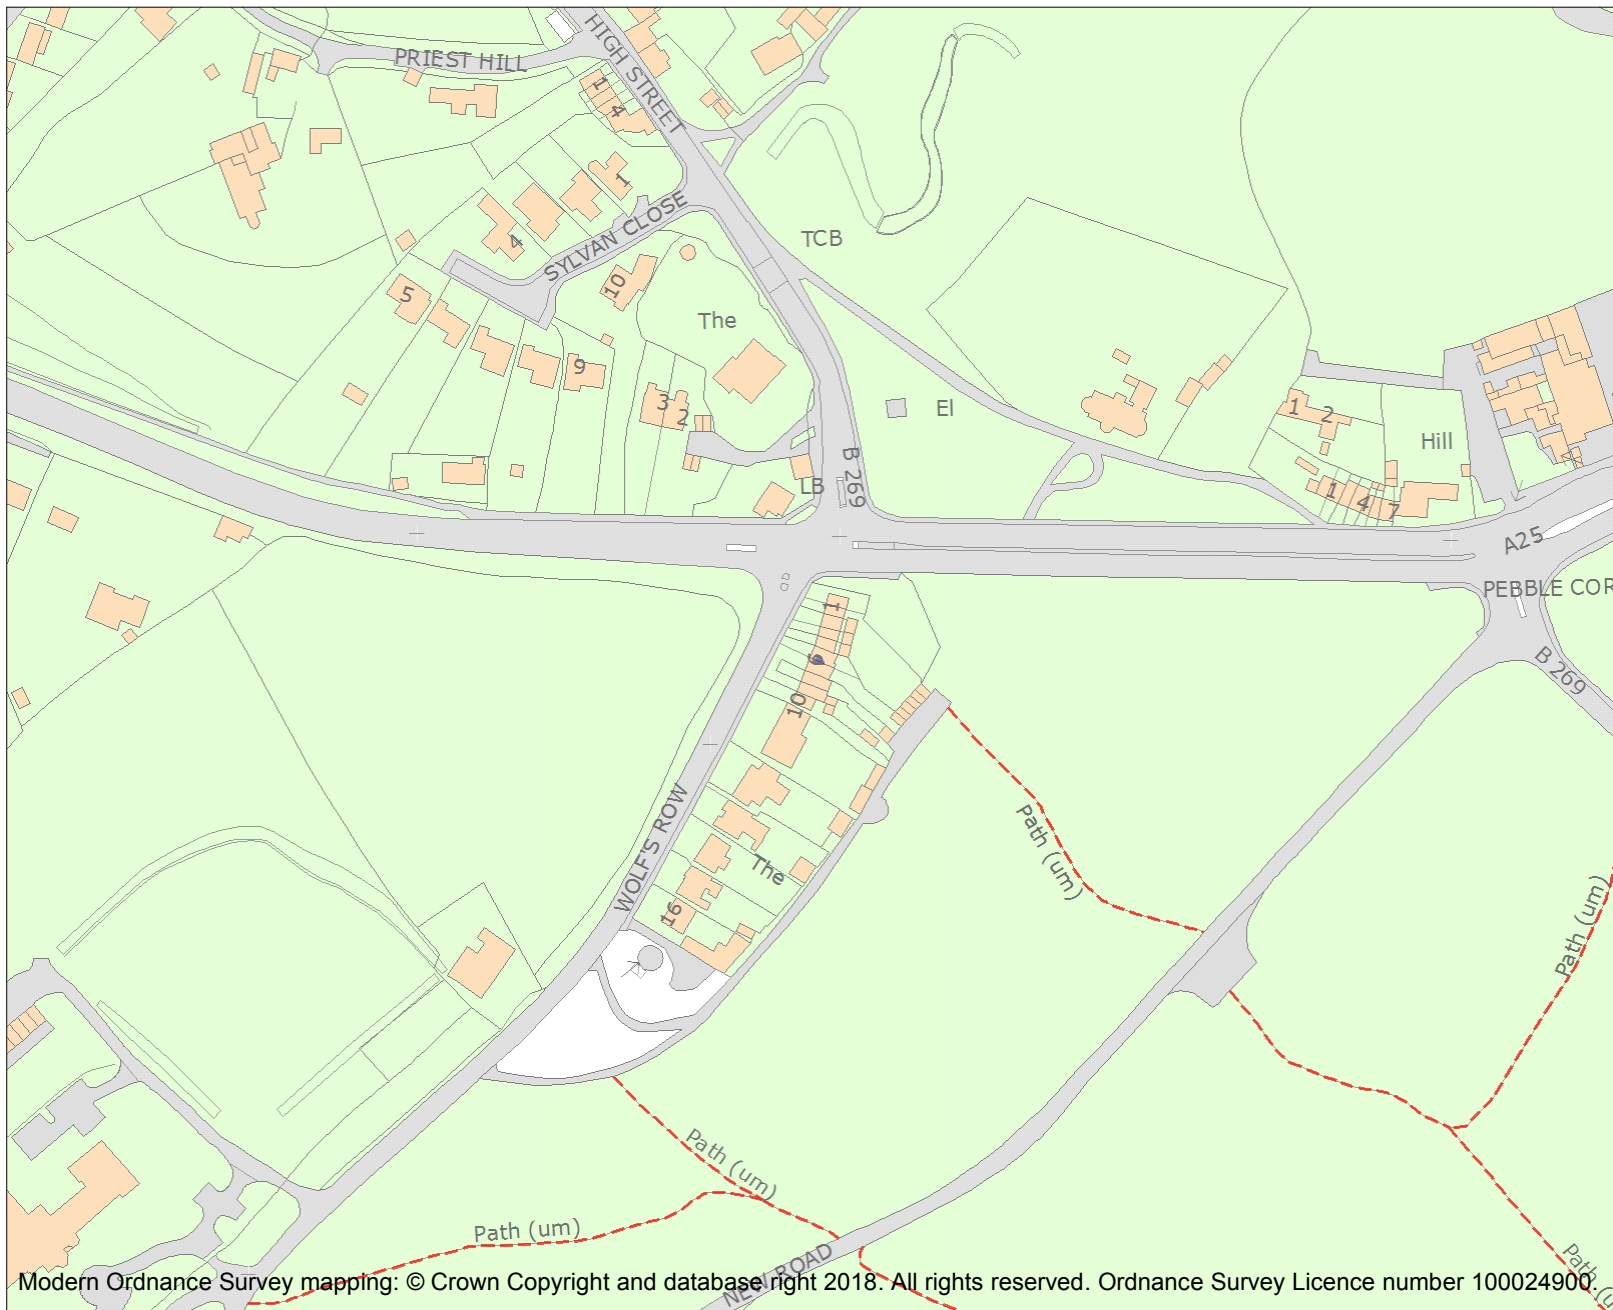 HIGH STREET
PRIEST HILL
1
4
1
SYLVAN CLOSE
4
TCB
10
5
The
9
3
2
El
1
2
Hill
B 269
LB
1
4
7
A25
PEBBLE COR
1
9
10
B 269
WOLF'S ROW
The
16
Path (um)
Path (um)
Path (um)
Path (um)
NEW ROAD
Path (u
Modern Ordnance Survey mapping: © Crown Copyright and database right 2018. All rights reserved. Ordnance Survey Licence number 100024900.